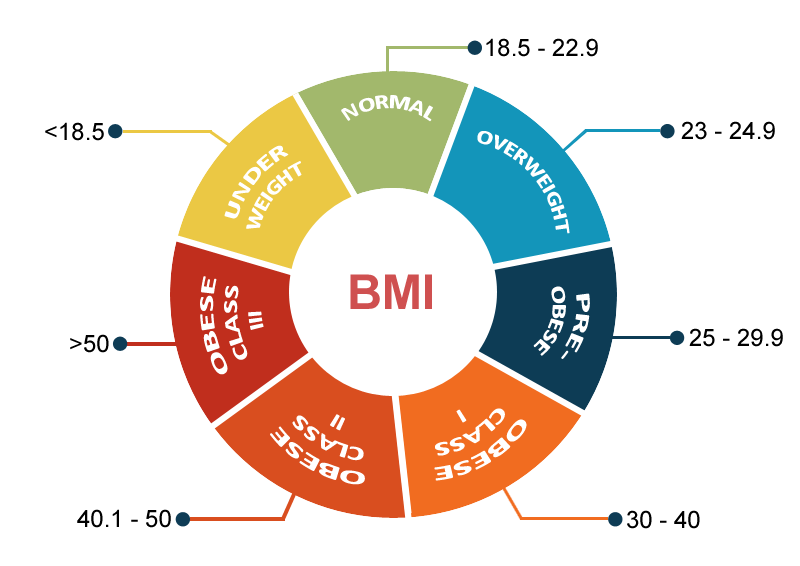 18.5 - 22.9
NORMAL
<18.5
23 - 24.9
OVERWEIGHT
UNDER
WEIGHT
BMI
OBESE
CLASS
III
PRE-
OBESE
>50
25 - 29.9
OBESE
CLASS
II
OBESE
CLASS
I
40.1 - 50
30 - 40